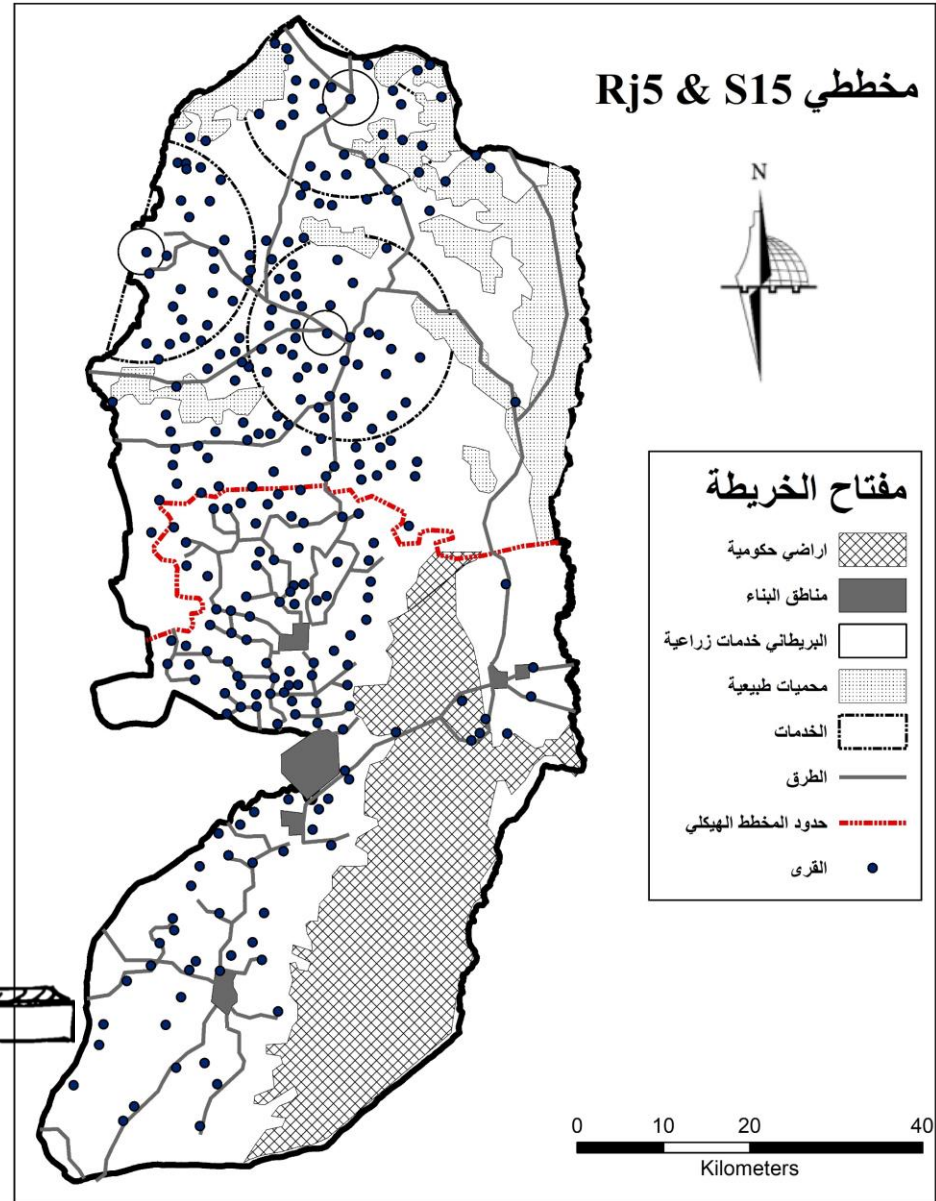 مخططي Rj5 & S15
N
مفتاح الخريطة
اراضي حكومية
مناطق البناء
البريطاني خدمات زراعية
محميات طبيعية
الخدمات
الطرق
حدود المخطط الهيكلي
القرى
0 10 20 40
Kilometers